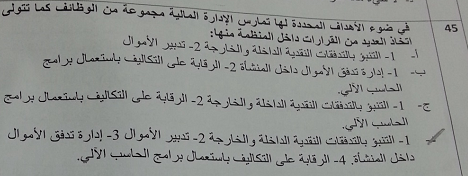 45 في ضوء الأهداف المحددة لها تمارس الإدارة المالية مجموعة من الوظائف كما تتولى
اتخاذ العديد من القرارات داخل المنظمة منها:
أ- 1- التنبؤ بالتدفقات النقدية الداخلة والخارجة 2- تدبير الأموال
ب- 1- إدارة تدفق الأموال داخل المنشأة 2- الرقابة على التكاليف باستعمال برامج
الحاسب الآلي.
ج- 1- التنبؤ بالتدفقات النقدية الداخلة والخارجة 2- الرقابة على التكاليف باستعمال برامج
الحاسب الآلي.
1- التنبؤ بالتدفقات النقدية الداخلة والخارجة 2- تدبير الأموال 3- إدارة تدفق الأموال
داخل المنشأة. 4- الرقابة على التكاليف باستعمال برامج الحاسب الآلي.